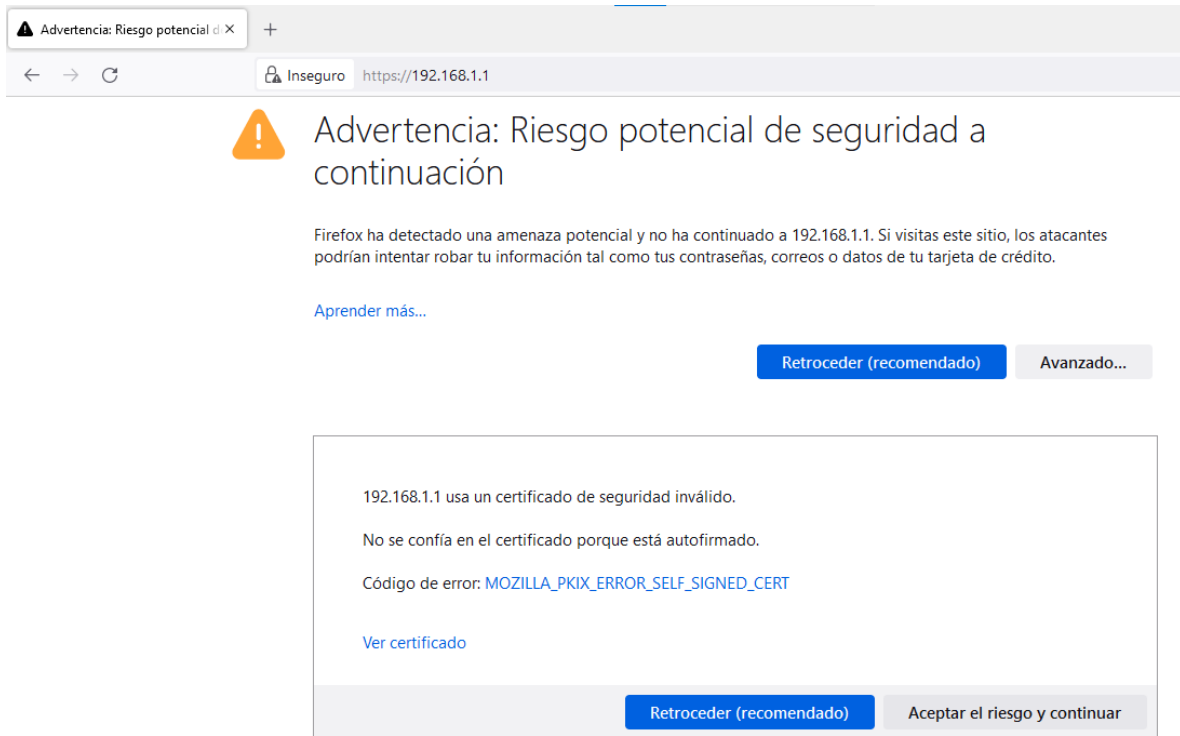 Advertencia: Riesgo potencial d
Inseguro https://192.168.1.1
Advertencia: Riesgo potencial de seguridad a
continuación
Firefox ha detectado una amenaza potencial y no ha continuado a 192.168.1.1. Si visitas este sitio, los atacantes
podrían intentar robar tu información tal como tus contraseñas, correos o datos de tu tarjeta de crédito.
Aprender más...
Retroceder (recomendado) Avanzado...
192.168.1.1 usa un certificado de seguridad inválido.
No se confía en el certificado porque está autofirmado.
Código de error: MOZILLA_PKIX_ERROR_SELF_SIGNED_CERT
Ver certificado
Retroceder (recomendado) Aceptar el riesgo y continuar